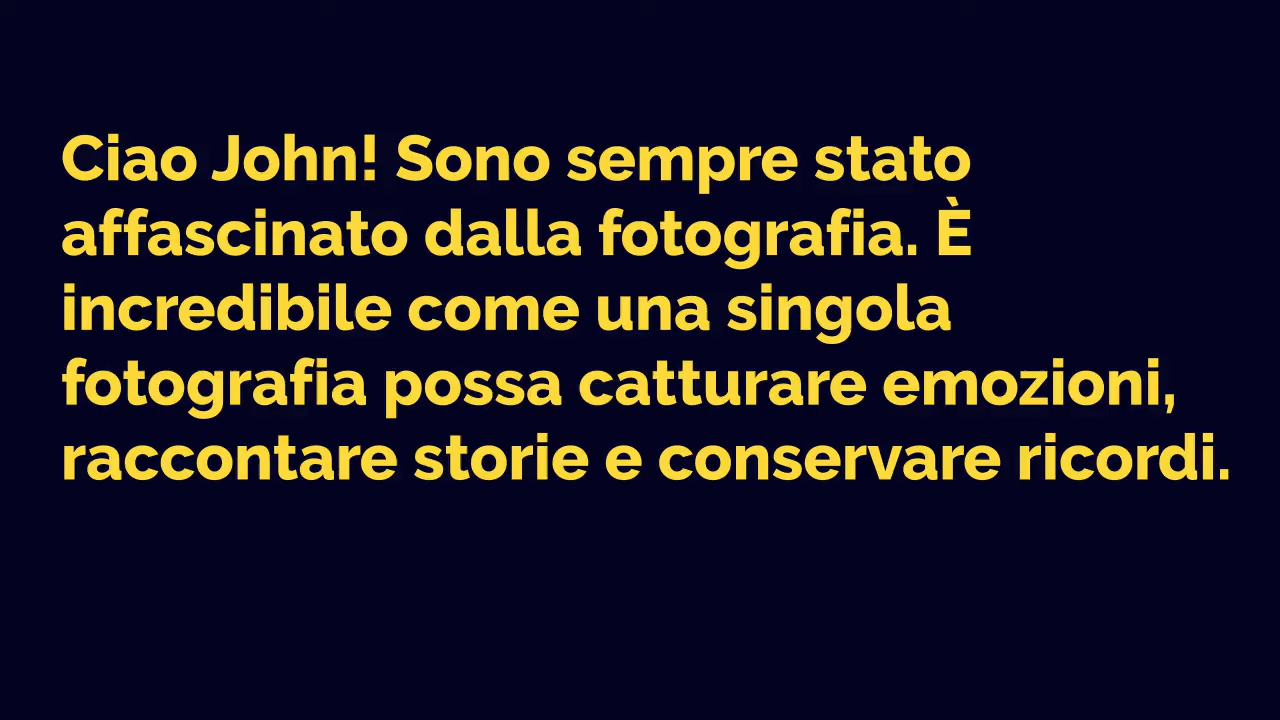 Ciao John! Sono sempre stato
affascinato dalla fotografia. È
incredibile come una singola
fotografia possa catturare emozioni,
raccontare storie e conservare ricordi.